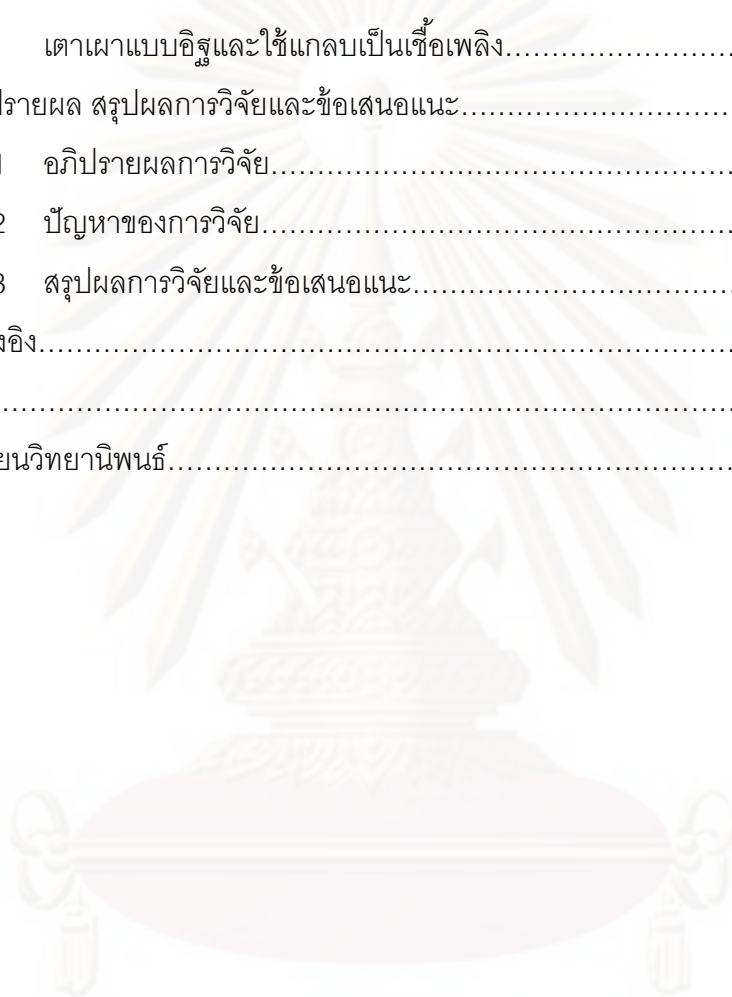 เตาเผาแบบอิฐและใช้แกลบเป็นเชื้อเพลิง........................
ปรายผล สรุปผลการวิจัยและข้อเสนอแนะ.............................
อภิปรายผลการวิจัย..................................................
2 ปัญหาของการวิจัย...................................................
3 สรุปผลการวิจัยและข้อเสนอแนะ...................................
งอิง...........................................................................
...............................................................................
ยนวิทยานิพนธ์............................................................